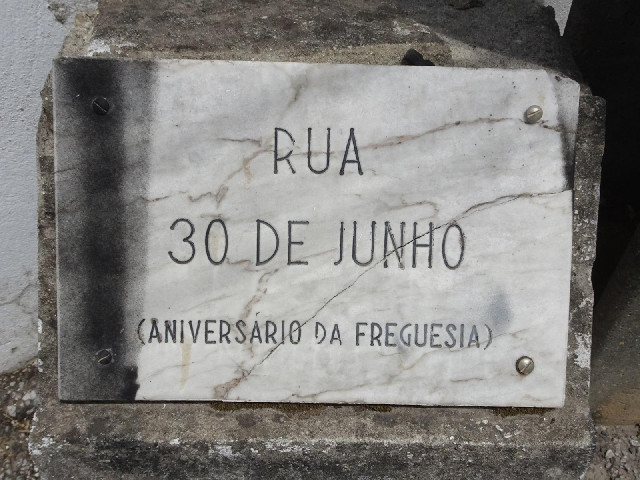 RUA
30 DE JUNHO
(ANIVERSÁRIO DA FREGUESIA)